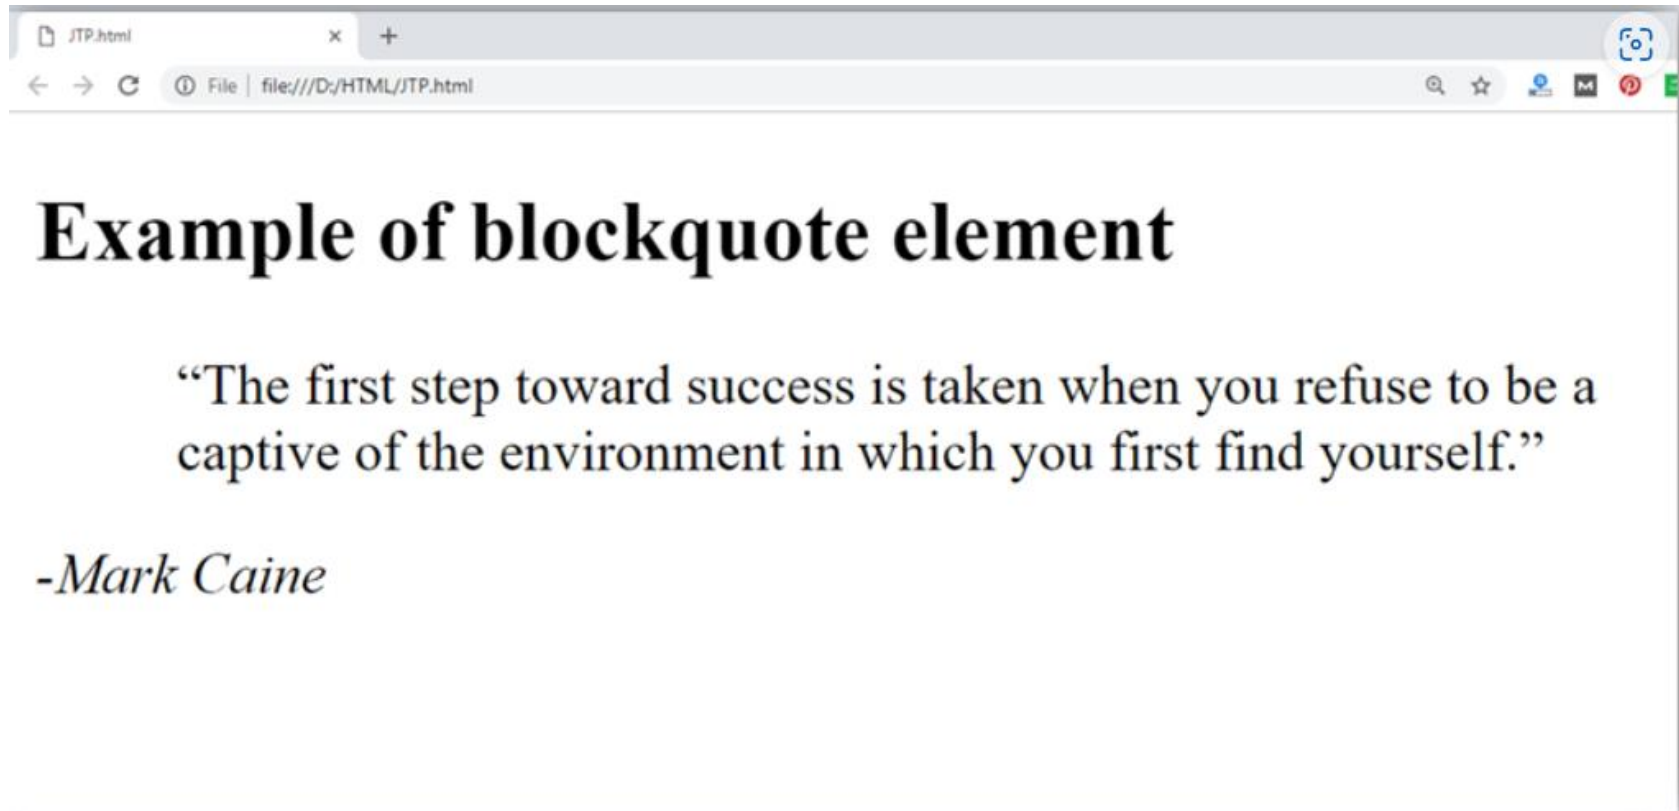 JTP.html
File file:///D:/HTML/JTP.html
Example of blockquote element
“The first step toward success is taken when you refuse to be a
captive of the environment in which you first find yourself.”
-Mark Caine